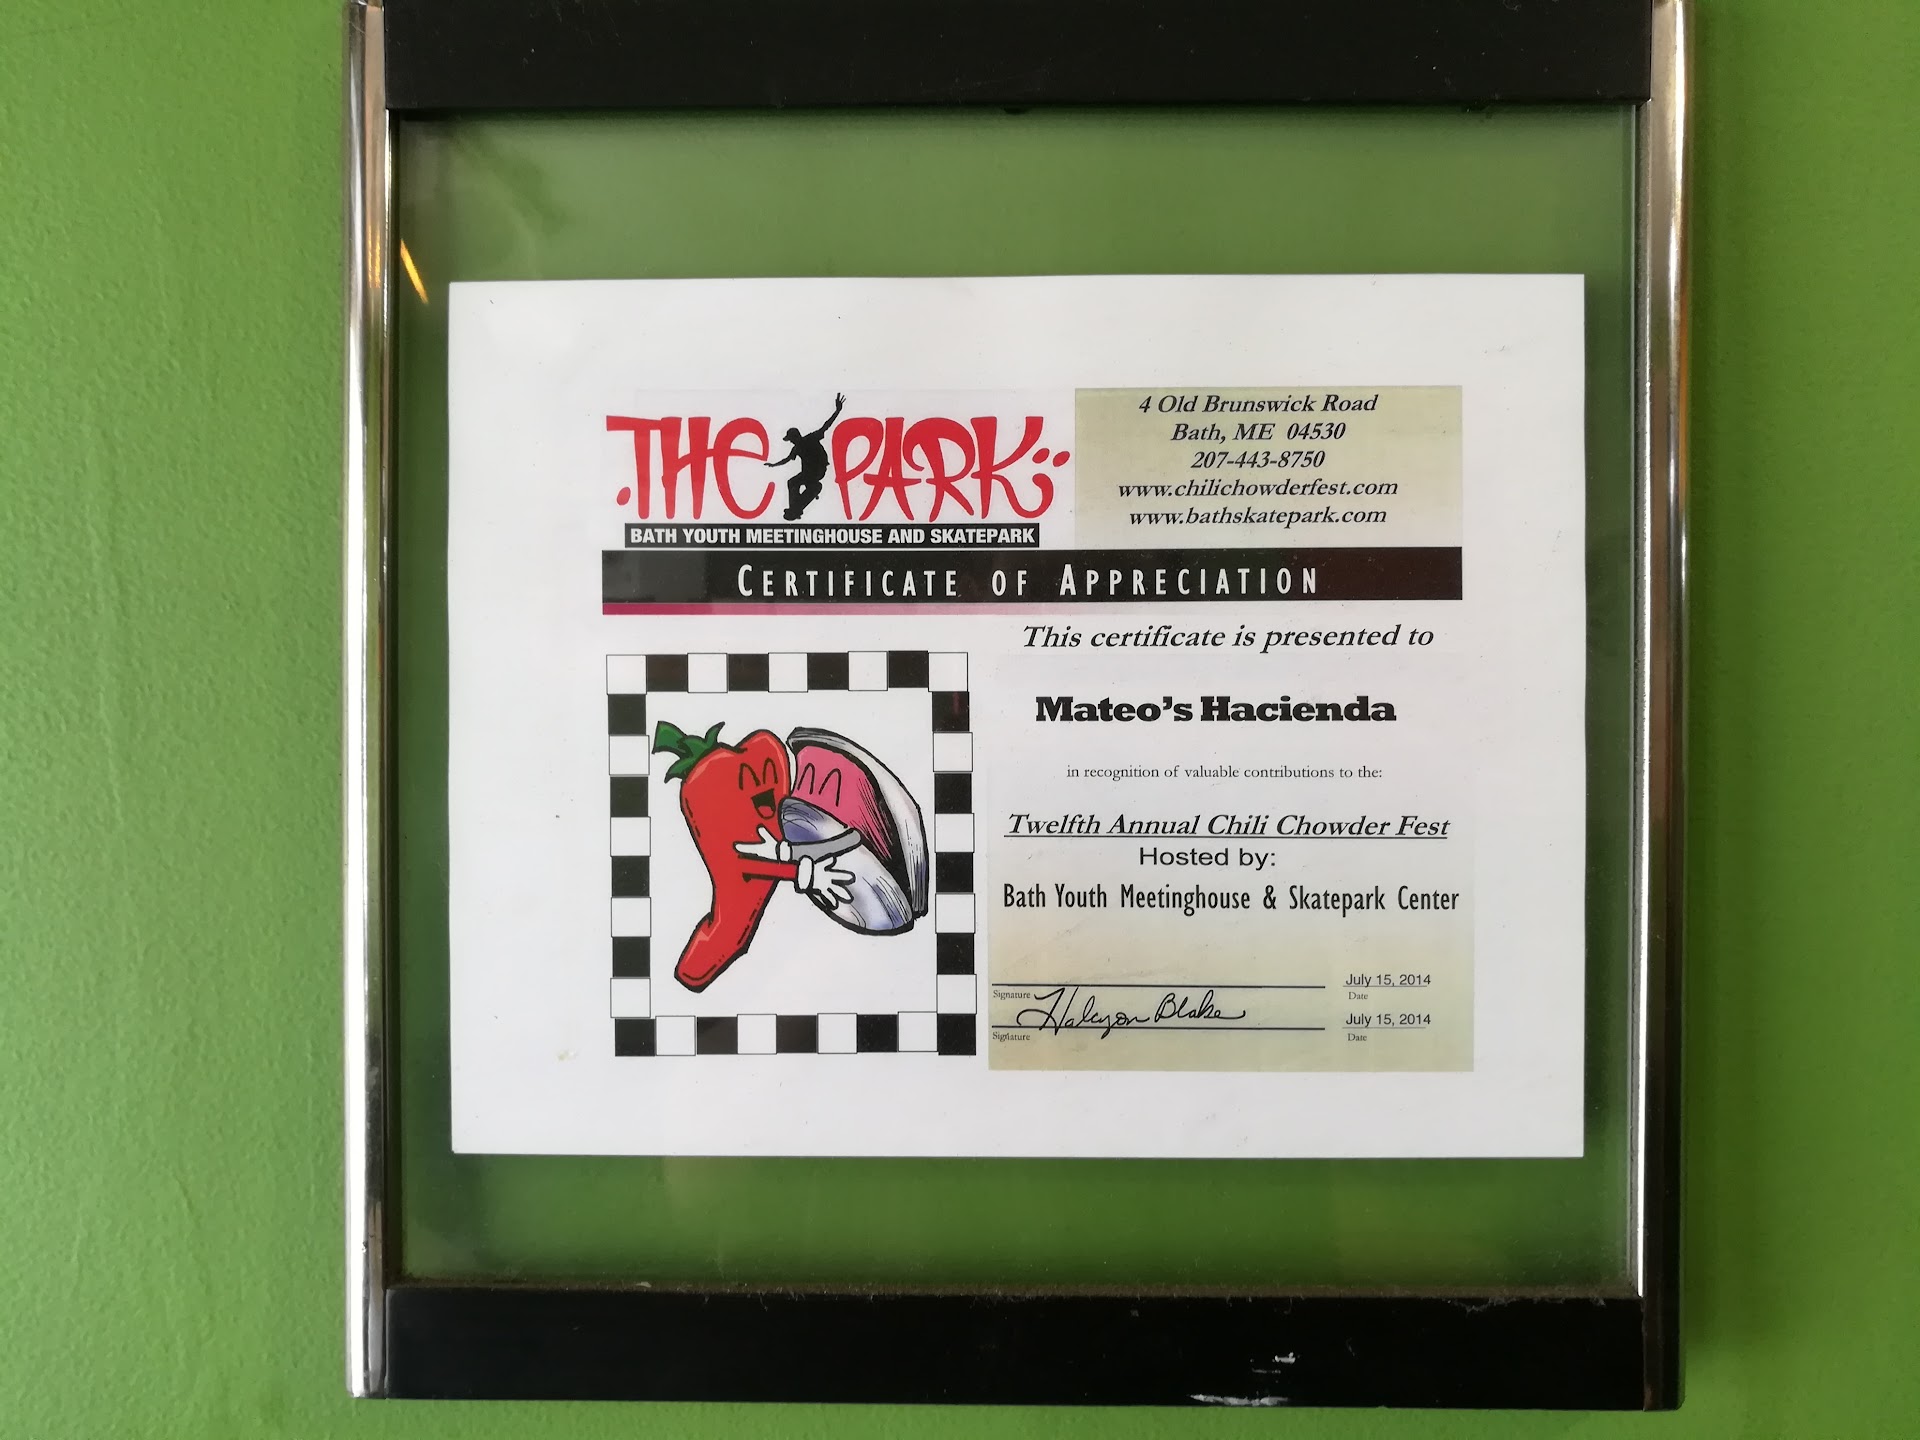 THE PARK
BATH YOUTH MEETINGHOUSE AND SKATEPARK
4 Old Brunswick Road
Bath, ME 04530
207-443-8750
www.chilichowderfest.com
www.bathskatepark.com
CERTIFICATE OF APPRECIATION
This certificate is presented to
Mateo's Hacienda
in recognition of valuable contributions to the:
Twelfth Annual Chili Chowder Fest
Hosted by:
Bath Youth Meetinghouse & Skatepark Center
July 15, 2014
Signature Date
Halcyon Blake July 15, 2014
Signature Date